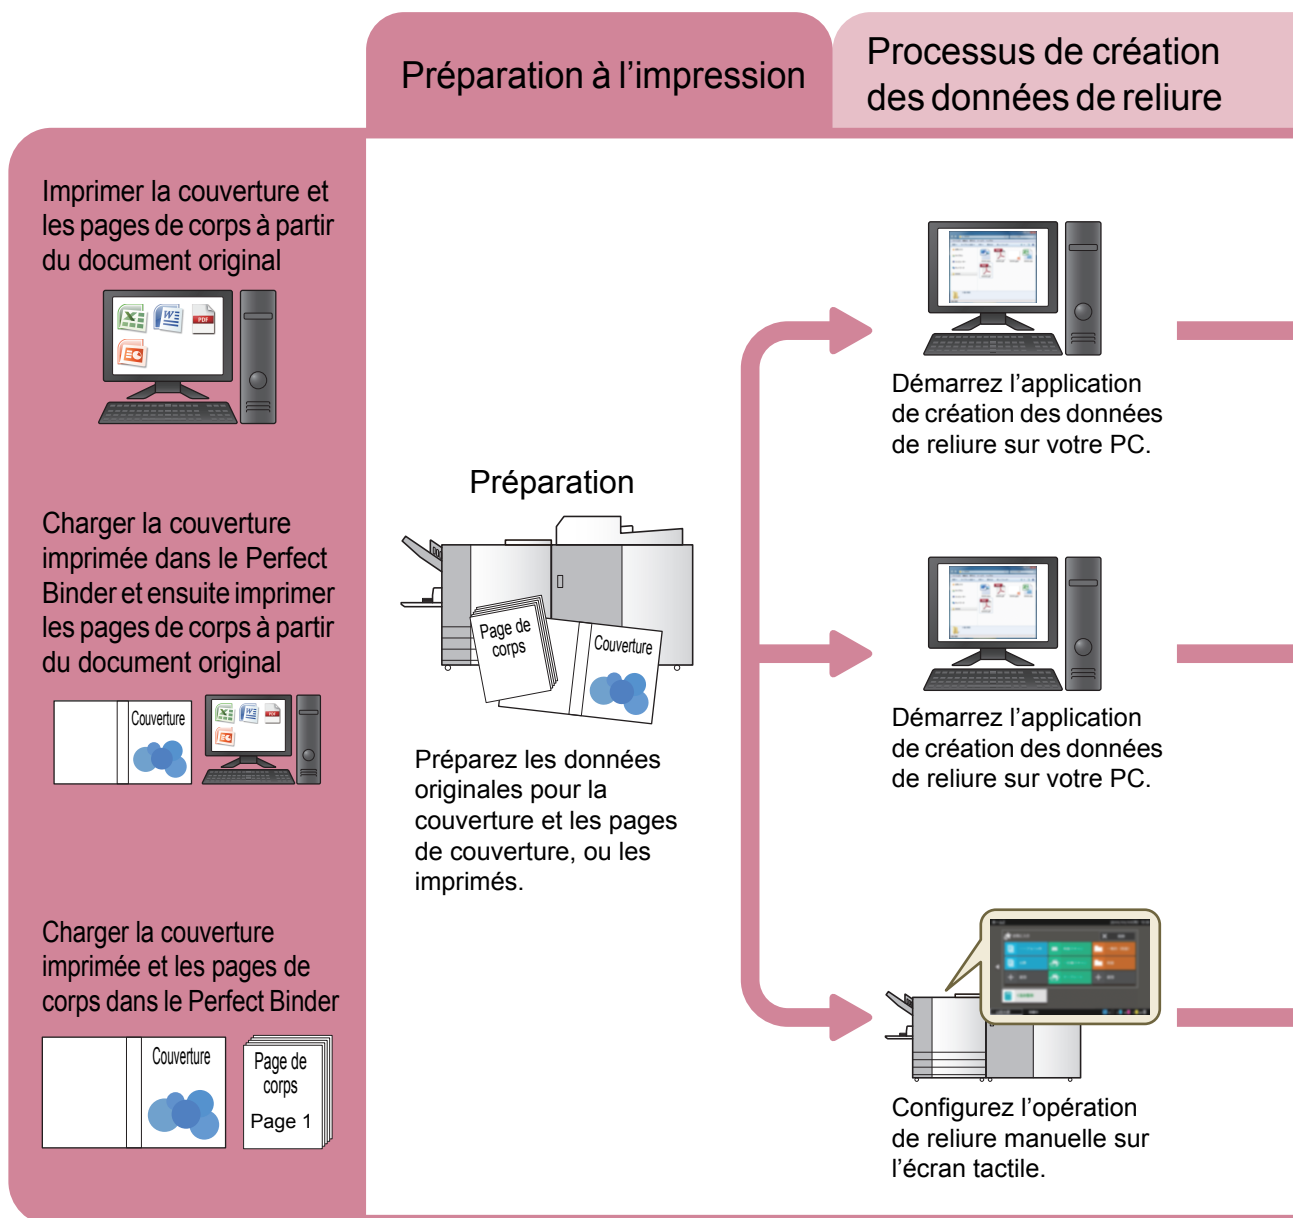 Préparation à l’impression
Processus de création
des données de reliure
Imprimer la couverture et
les pages de corps à partir
du document original
PDF
Démarrez l’application
de création des données
de reliure sur votre PC.
Préparation
Page de
corps
Couverture
Préparez les données
originales pour la
couverture et les pages
de couverture, ou les
imprimés.
Charger la couverture
imprimée dans le Perfect
Binder et ensuite imprimer
les pages de corps à partir
du document original
Couverture
Démarrez l’application
de création des données
de reliure sur votre PC.
Charger la couverture
imprimée et les pages de
corps dans le Perfect Binder
Couverture
Page de
corps
Page 1
Configurez l’opération
de reliure manuelle sur
l’écran tactile.